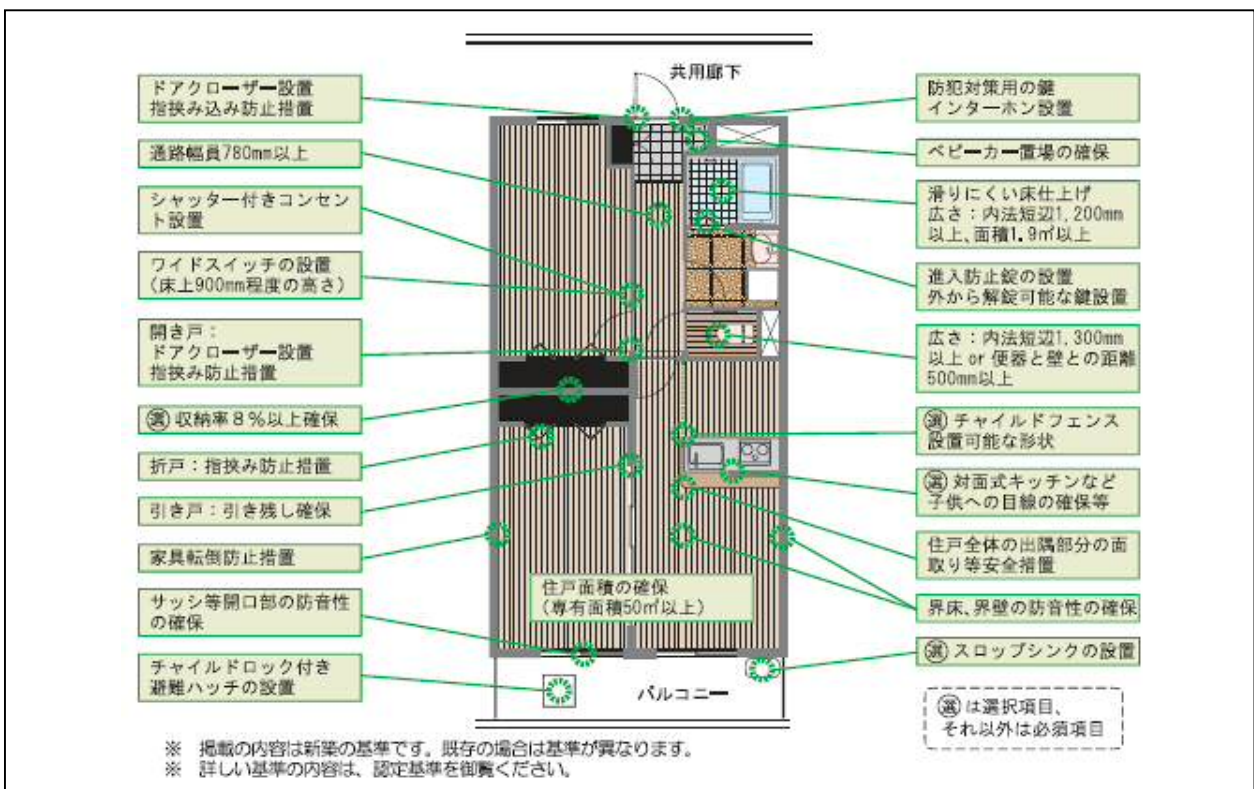 共用廊下
ドアクローザー設置
指挟み込み防止措置
通路幅員780mm以上
シャッター付きコンセン
ト設置
ワイドスイッチの設置
(床上900mm程度の高さ)
開き戸:
ドアクローザー設置
指挟み防止措置
選 収納率8%以上確保
折戸:指挟み防止措置
引き戸:引き残し確保
家具転倒防止措置
サッシ等開口部の防音性
の確保
チャイルドロック付き
避難ハッチの設置
住戸面積の確保
(専有面積50㎡以上)
バルコニー
防犯対策用の鍵
インターホン設置
ベビーカー置場の確保
滑りにくい床仕上げ
広さ:内法短辺1,200mm
以上、面積1.9㎡以上
進入防止錠の設置
外から解錠可能な鍵設置
広さ:内法短辺1,300mm
以上 or 便器と壁との距離
500mm以上
選 チャイルドフェンス
設置可能な形状
選 対面式キッチンなど
子供への目線の確保等
住戸全体の出隅部分の面
取り等安全措置
界床、界壁の防音性の確保
選 スロップシンクの設置
選は選択項目、
それ以外は必須項目
※ 掲載の内容は新築の基準です。既存の場合は基準が異なります。
※ 詳しい基準の内容は、認定基準を御覧ください。